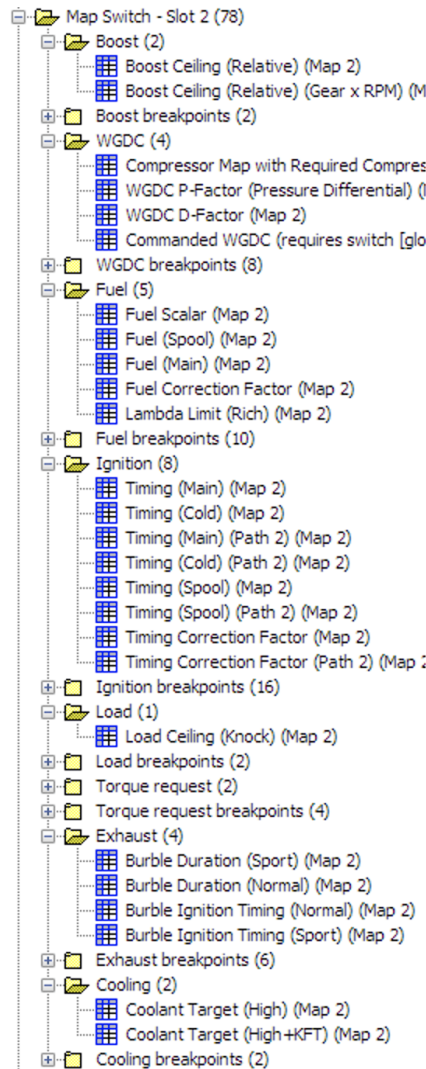 Map Switch - Slot 2 (78)
Boost (2)
Boost Ceiling (Relative) (Map 2)
Boost Ceiling (Relative) (Gear x RPM) (M
Boost breakpoints (2)
WGDC (4)
Compressor Map with Required Compres
WGDC P-Factor (Pressure Differential) (
WGDC D-Factor (Map 2)
Commanded WGDC (requires switch [glo
WGDC breakpoints (8)
Fuel (5)
Fuel Scalar (Map 2)
Fuel (Spool) (Map 2)
Fuel (Main) (Map 2)
Fuel Correction Factor (Map 2)
Lambda Limit (Rich) (Map 2)
Fuel breakpoints (10)
Ignition (8)
Timing (Main) (Map 2)
Timing (Cold) (Map 2)
Timing (Main) (Path 2) (Map 2)
Timing (Cold) (Path 2) (Map 2)
Timing (Spool) (Map 2)
Timing (Spool) (Path 2) (Map 2)
Timing Correction Factor (Map 2)
Timing Correction Factor (Path 2) (Map 2
Ignition breakpoints (16)
Load (1)
Load Ceiling (Knock) (Map 2)
Load breakpoints (2)
Torque request (2)
Torque request breakpoints (4)
Exhaust (4)
Burble Duration (Sport) (Map 2)
Burble Duration (Normal) (Map 2)
Burble Ignition Timing (Normal) (Map 2)
Burble Ignition Timing (Sport) (Map 2)
Exhaust breakpoints (6)
Cooling (2)
Coolant Target (High) (Map 2)
Coolant Target (High+KFT) (Map 2)
Cooling breakpoints (2)